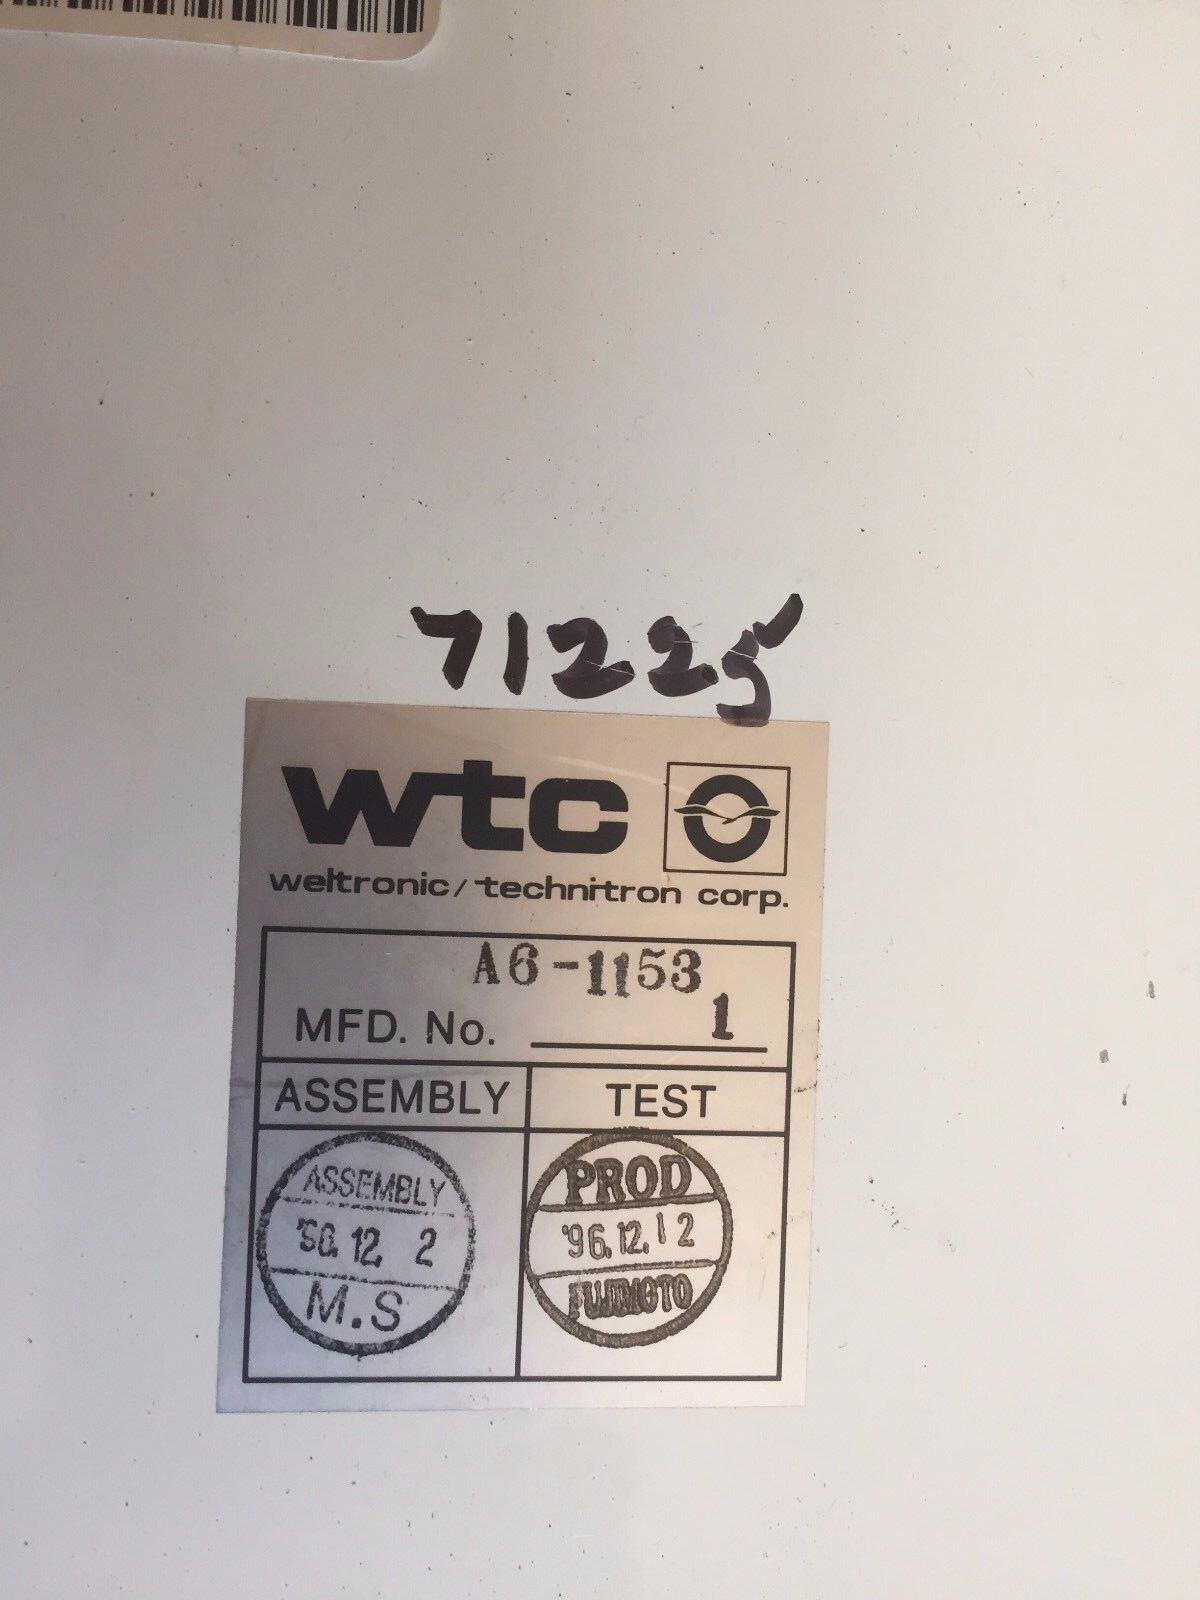 71225
wtc
weltronic/technitron corp.
A6-1153
MFD. No. 1
ASSEMBLY TEST
ASSEMBLY
12. 2
M.S
PROD
'96.12.12
FUJIMOTO